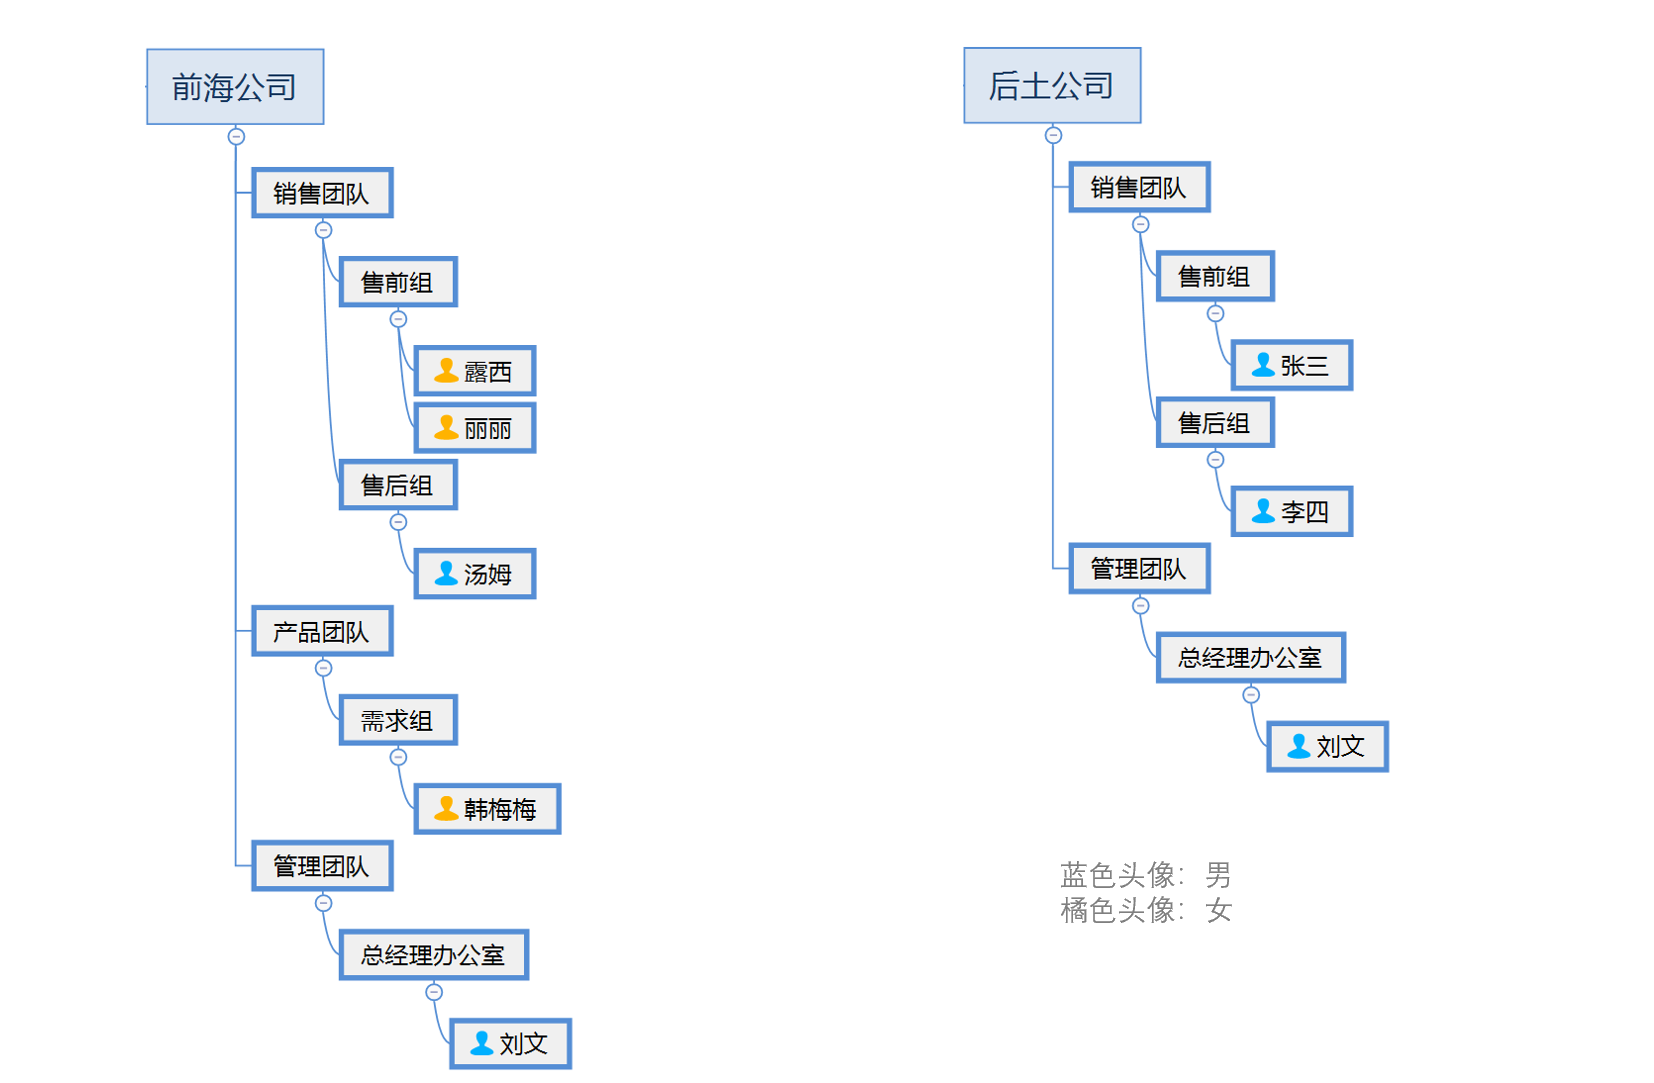 前海公司
销售团队
售前组
露西
丽丽
售后组
汤姆
产品团队
需求组
韩梅梅
管理团队
总经理办公室
刘文
后土公司
销售团队
售前组
张三
售后组
李四
管理团队
总经理办公室
刘文
蓝色头像：男
橘色头像：女